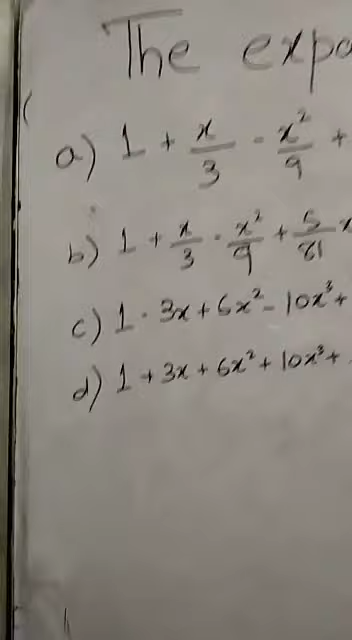 The expa
a) 1 + x/3 - x²/9 +
b) 1 + x/3 - x²/9 + 5/81 x
c) 1 - 3x + 6x² - 10x³ +
d) 1 + 3x + 6x² + 10x³ + .